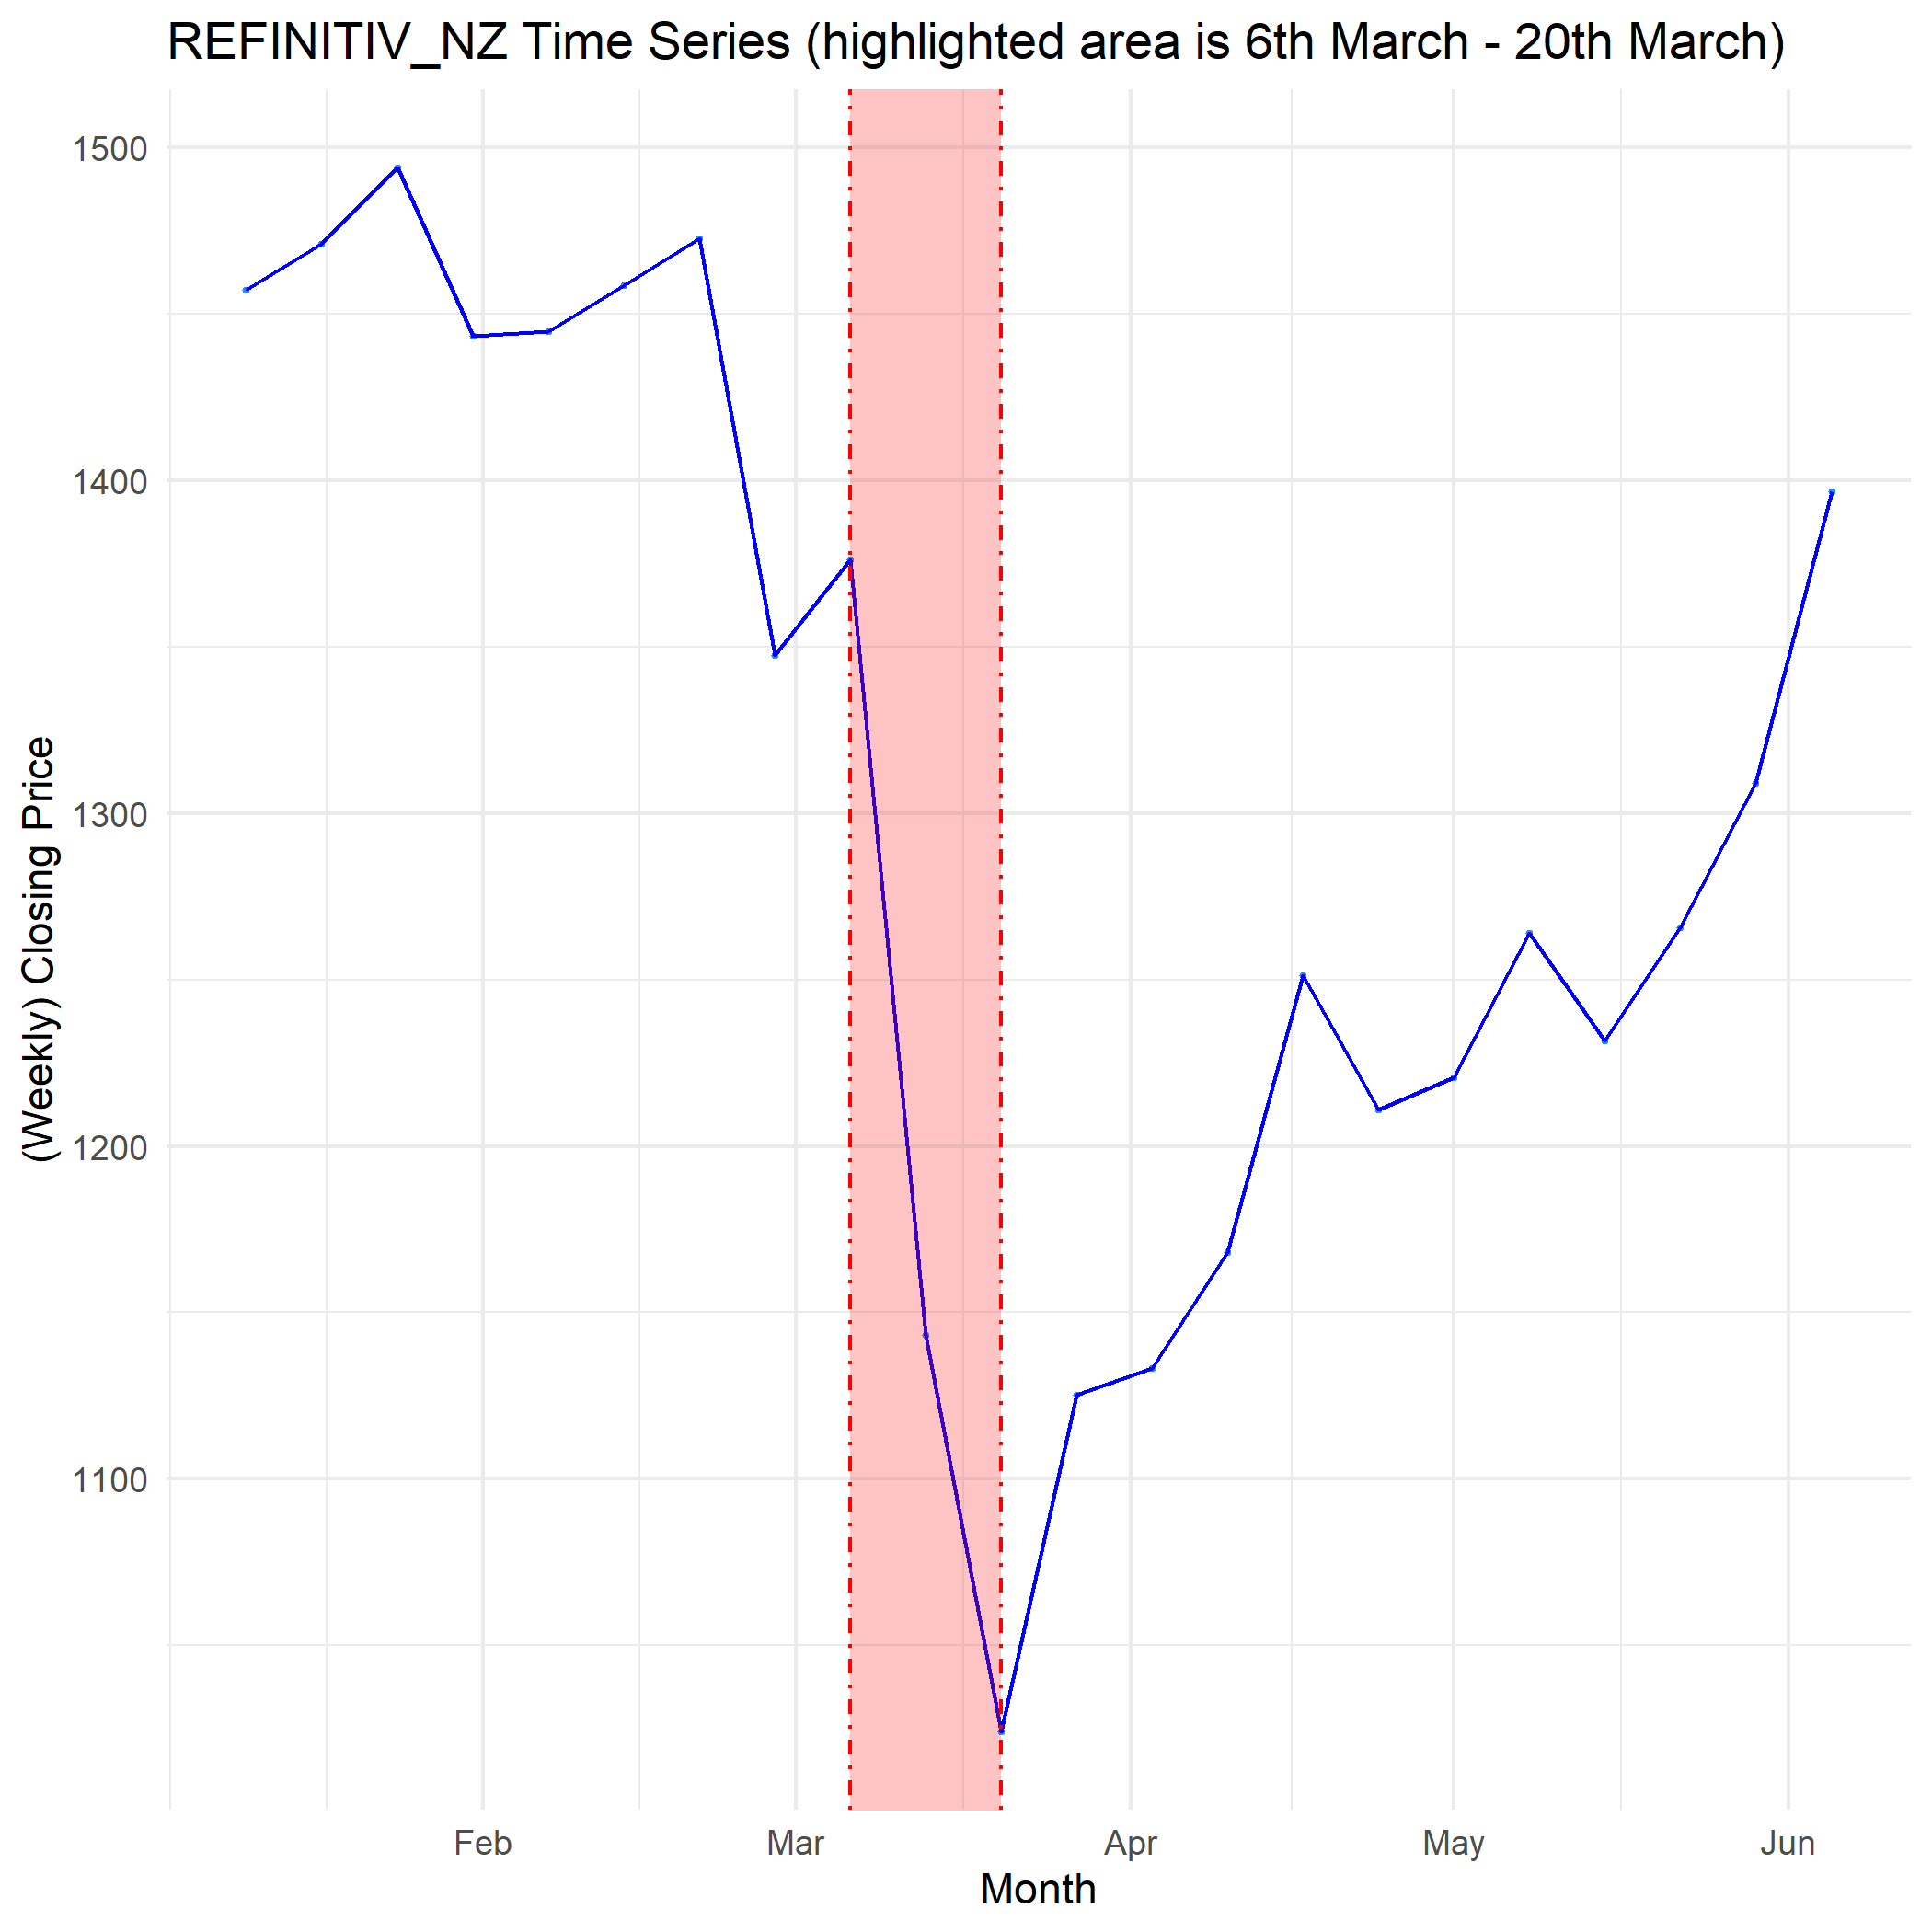 REFINITIV_NZ Time Series (highlighted area is 6th March - 20th March)
(Weekly) Closing Price
1500
1400
1300
1200
1100
Feb
Mar
Apr
May
Jun
Month